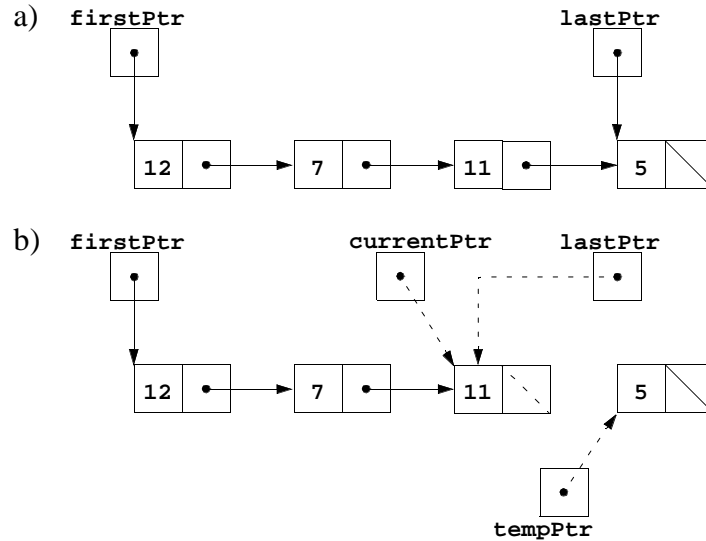 a)
firstPtr lastPtr
12 7 11 5
b) firstPtr currentPtr lastPtr
12 7 11 5
tempPtr